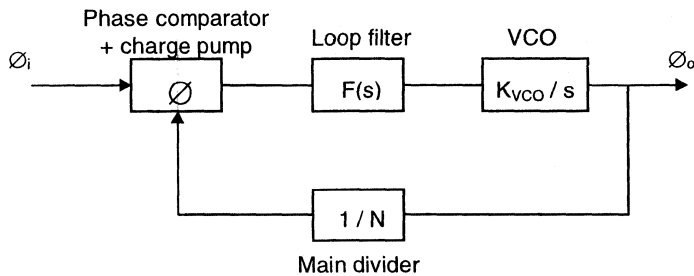 Phase comparator
+ charge pump
Loop filter
VCO
Øi
Øo
Ø
F(s)
KVCO / s
1 / N
Main divider